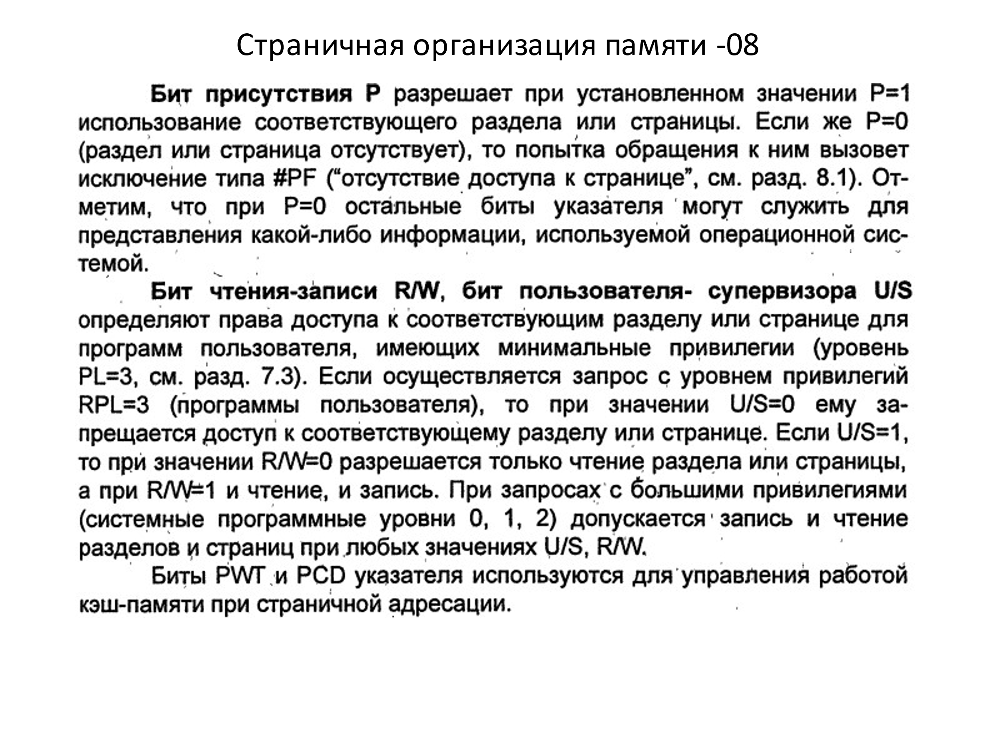 Страничная организация памяти -08
Бит присутствия P разрешает при установленном значении P=1
использование соответствующего раздела или страницы. Если же P=0
(раздел или страница отсутствует), то попытка обращения к ним вызовет
исключение типа #PF (“отсутствие доступа к странице”, см. разд. 8.1). От-
метим, что при P=0 остальные биты указателя могут служить для
представления какой-либо информации, используемой операционной сис-
темой.
Бит чтения-записи R/W, бит пользователя- супервизора U/S
определяют права доступа к соответствующим разделу или странице для
программ пользователя, имеющих минимальные привилегии (уровень
PL=3, см. разд. 7.3). Если осуществляется запрос с уровнем привилегий
RPL=3 (программы пользователя), то при значении U/S=0 ему за-
прещается доступ к соответствующему разделу или странице. Если U/S=1,
то при значении R/W=0 разрешается только чтение раздела или страницы,
а при R/W=1 и чтение, и запись. При запросах с большими привилегиями
(системные программные уровни 0, 1, 2) допускается запись и чтение
разделов и страниц при любых значениях U/S, R/W.
Биты PWT и PCD указателя используются для управления работой
кэш-памяти при страничной адресации.